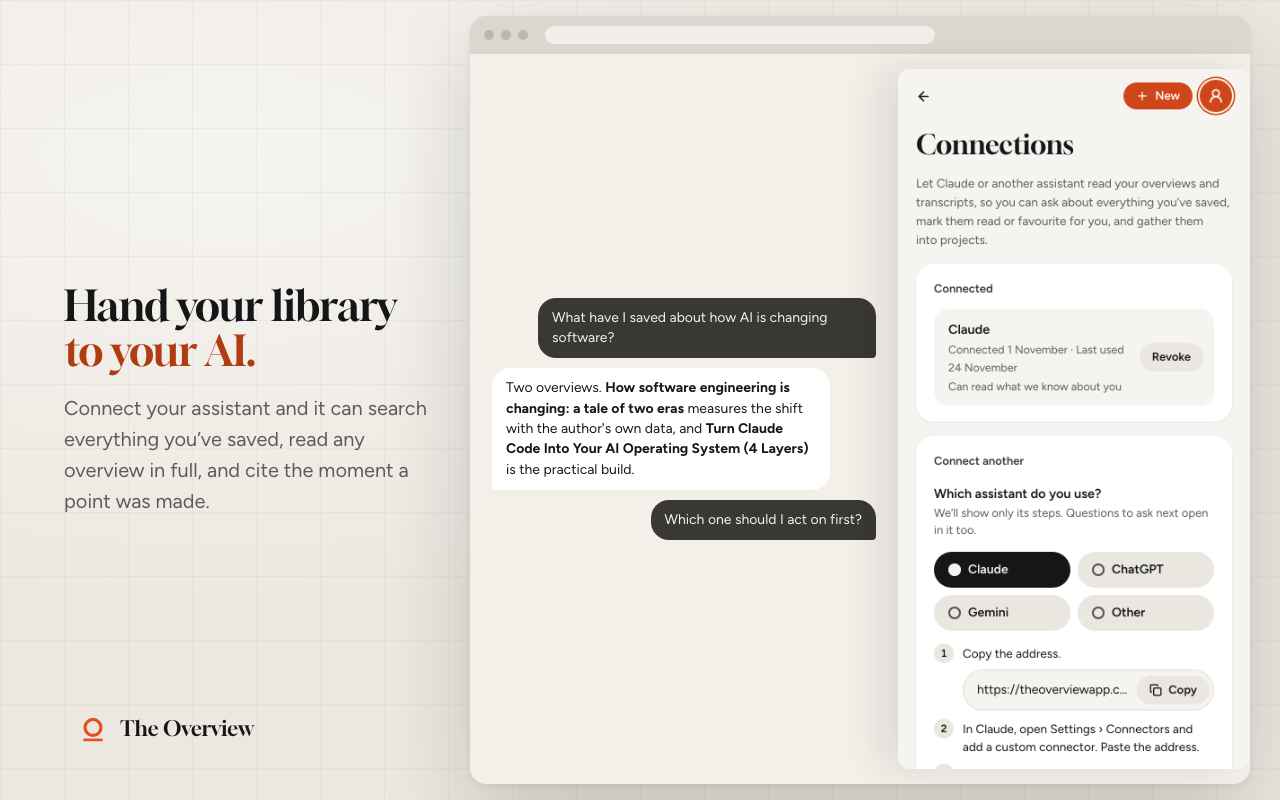 Hand your library
to your AI.
Connect your assistant and it can search
everything you’ve saved, read any
overview in full, and cite the moment a
point was made.
The Overview
What have I saved about how AI is changing
software?
Two overviews. How software engineering is
changing: a tale of two eras measures the shift
with the author's own data, and Turn Claude
Code Into Your AI Operating System (4 Layers)
is the practical build.
Which one should I act on first?
New
Connections
Let Claude or another assistant read your overviews and
transcripts, so you can ask about everything you’ve saved,
mark them read or favourite for you, and gather them
into projects.
Connected
Claude
Connected 1 November · Last used
24 November
Can read what we know about you
Revoke
Connect another
Which assistant do you use?
We’ll show only its steps. Questions to ask next open
in it too.
Claude
ChatGPT
Gemini
Other
1 Copy the address.
https://theoverviewapp.c... Copy
2 In Claude, open Settings › Connectors and
add a custom connector. Paste the address.